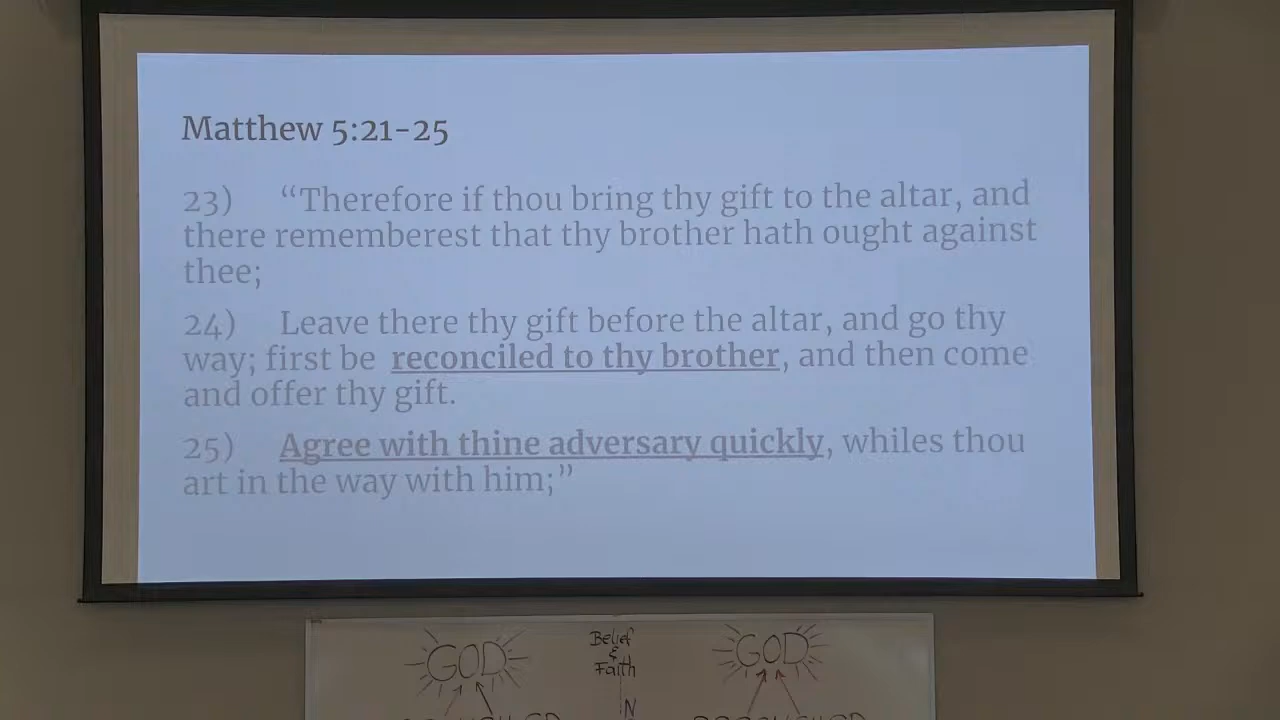 Matthew 5:21-25
23) “Therefore if thou bring thy gift to the altar, and
there rememberest that thy brother hath ought against
thee;
24) Leave there thy gift before the altar, and go thy
way; first be reconciled to thy brother, and then come
and offer thy gift.
25) Agree with thine adversary quickly, whiles thou
art in the way with him;”
GOD
Belief
&
Faith
N
GOD